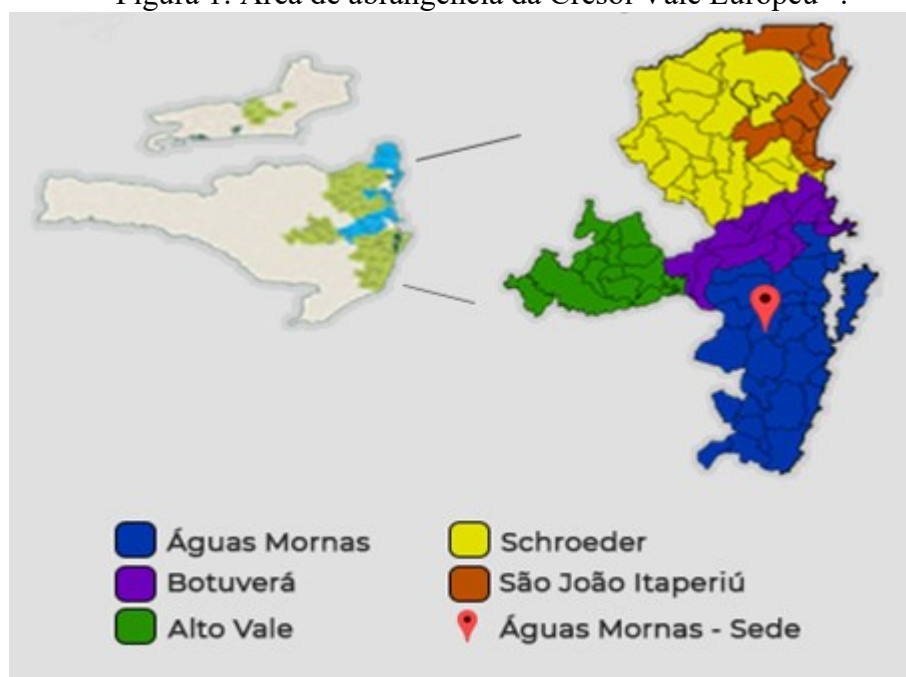 Figura 1: Área de abrangência da Cresol Vale Europeu .
Águas Mornas
Botuverá
Alto Vale
Schroeder
São João Itaperiú
Águas Mornas - Sede